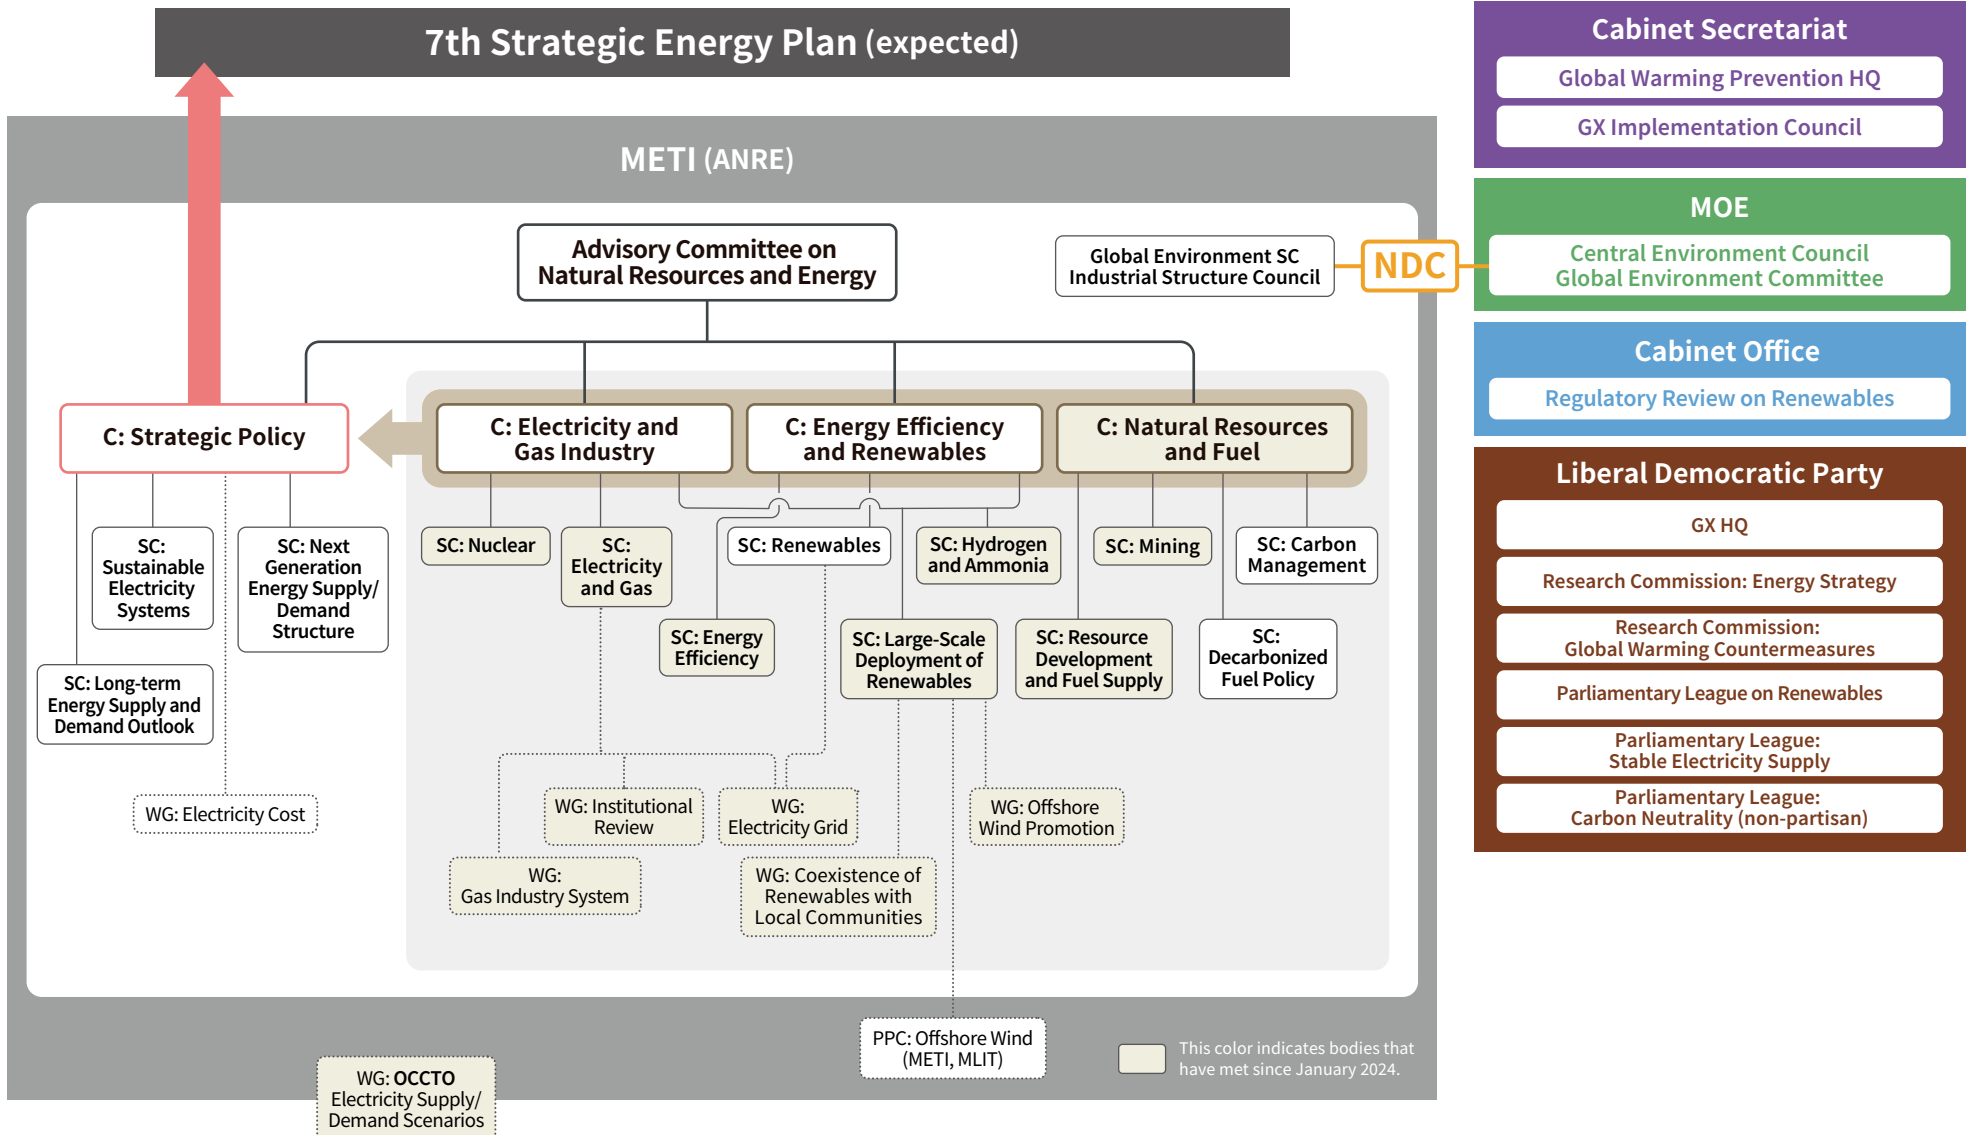 7th Strategic Energy Plan (expected)
METI (ANRE)
Advisory Committee on
Natural Resources and Energy
Global Environment SC
Industrial Structure Council
NDC
C: Strategic Policy
C: Electricity and
Gas Industry
C: Energy Efficiency
and Renewables
C: Natural Resources
and Fuel
SC:
Sustainable
Electricity
Systems
SC: Next
Generation
Energy Supply/
Demand
Structure
SC: Long-term
Energy Supply and
Demand Outlook
WG: Electricity Cost
SC: Nuclear
SC:
Electricity
and Gas
SC: Renewables
SC: Hydrogen
and Ammonia
SC: Mining
SC: Carbon
Management
SC: Energy
Efficiency
SC: Large-Scale
Deployment of
Renewables
SC: Resource
Development
and Fuel Supply
SC:
Decarbonized
Fuel Policy
WG: Institutional
Review
WG:
Electricity Grid
WG: Offshore
Wind Promotion
WG:
Gas Industry System
WG: Coexistence of
Renewables with
Local Communities
PPC: Offshore Wind
(METI, MLIT)
This color indicates bodies that
have met since January 2024.
WG: OCCTO
Electricity Supply/
Demand Scenarios
Cabinet Secretariat
Global Warming Prevention HQ
GX Implementation Council
MOE
Central Environment Council
Global Environment Committee
Cabinet Office
Regulatory Review on Renewables
Liberal Democratic Party
GX HQ
Research Commission: Energy Strategy
Research Commission:
Global Warming Countermeasures
Parliamentary League on Renewables
Parliamentary League:
Stable Electricity Supply
Parliamentary League:
Carbon Neutrality (non-partisan)